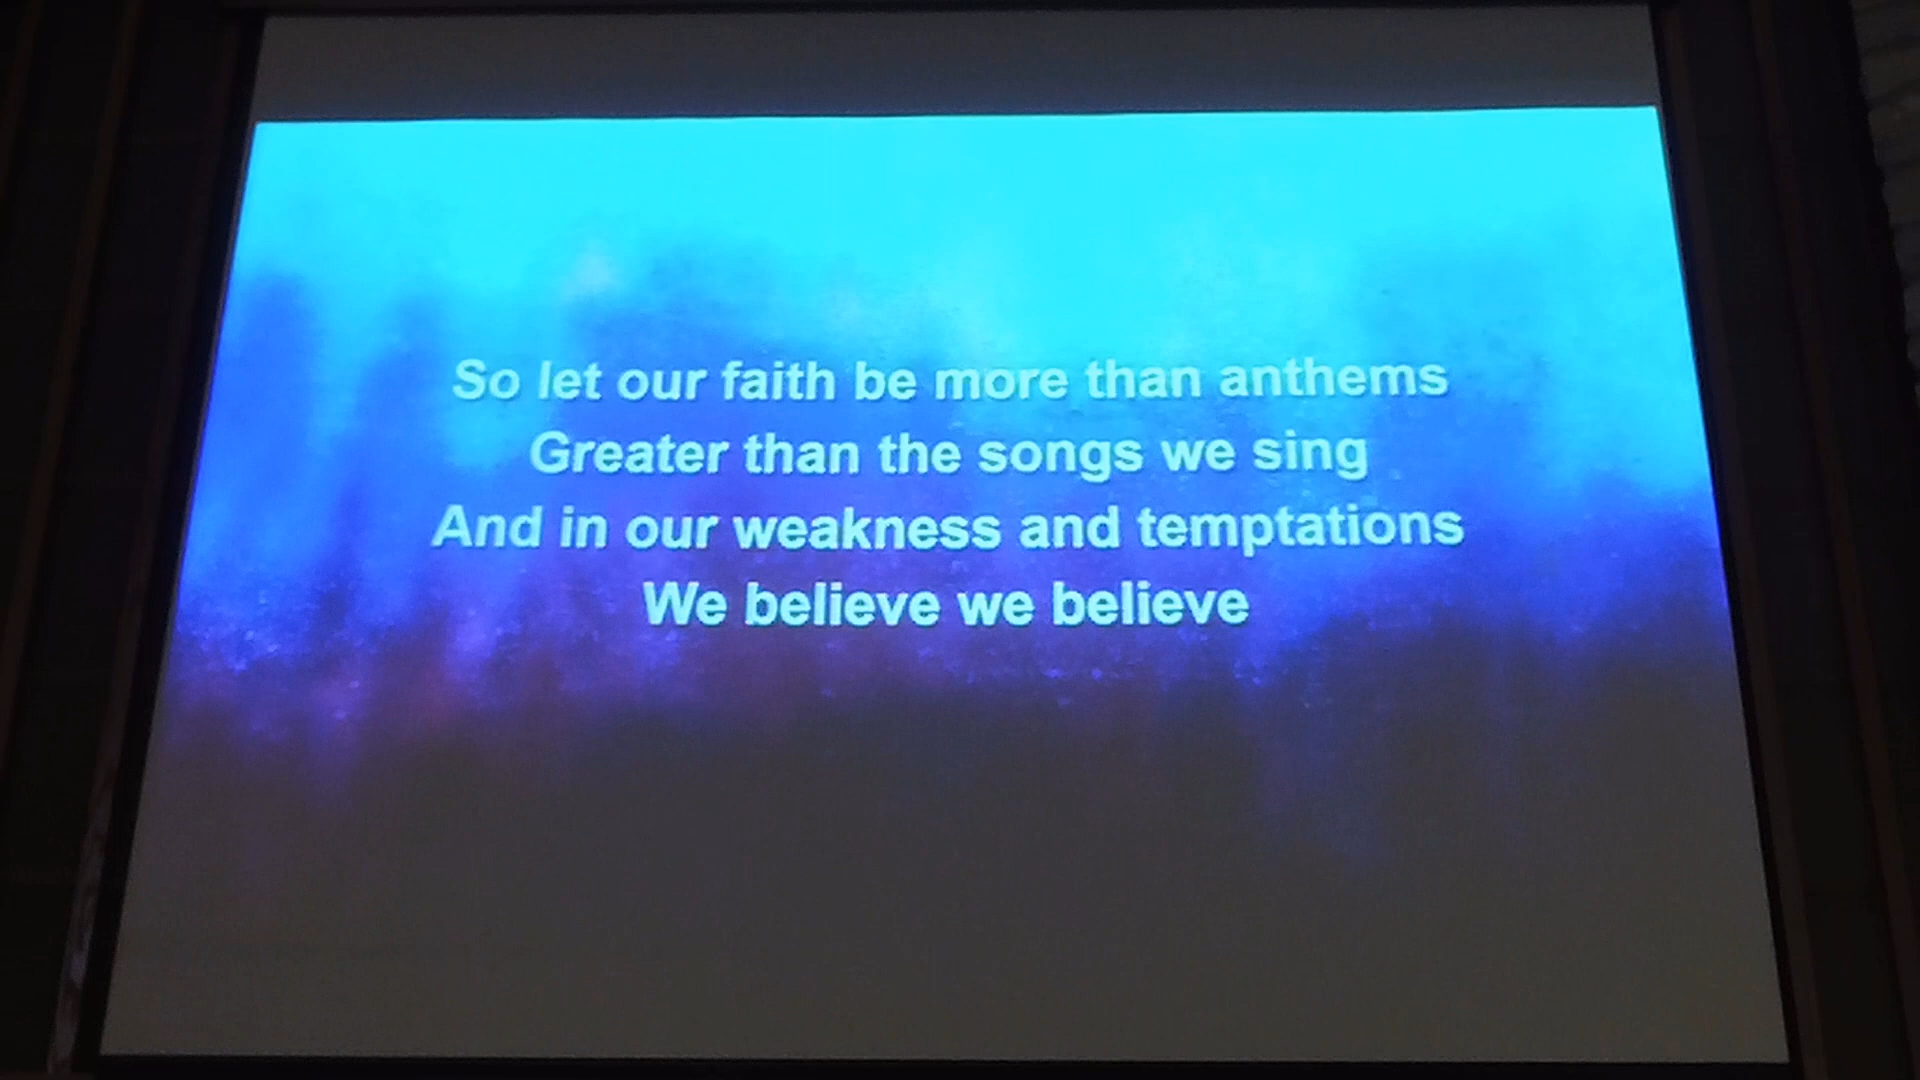 So let our faith be more than anthems
Greater than the songs we sing
And in our weakness and temptations
We believe we believe